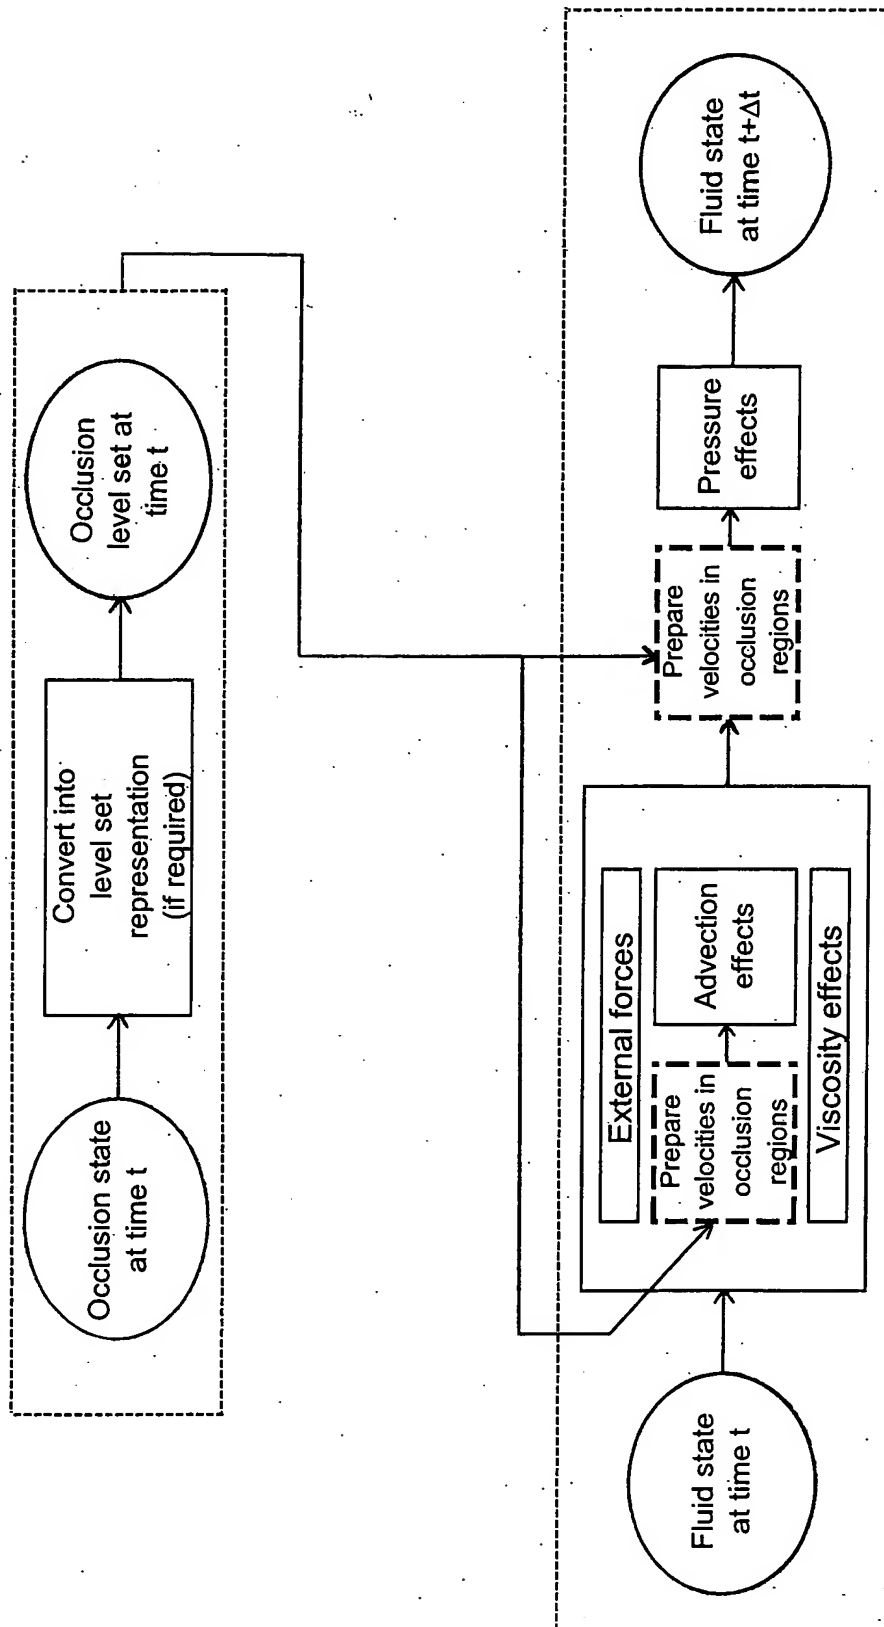 Occlusion state
at time t
Convert into
level set
representation
(if required)
Occlusion
level set at
time t
Fluid state
at time t
External forces
Prepare
velocities in
occlusion
regions
Advection
effects
Viscosity effects
Prepare
velocities in
occlusion
regions
Pressure
effects
Fluid state
at time t+Δt